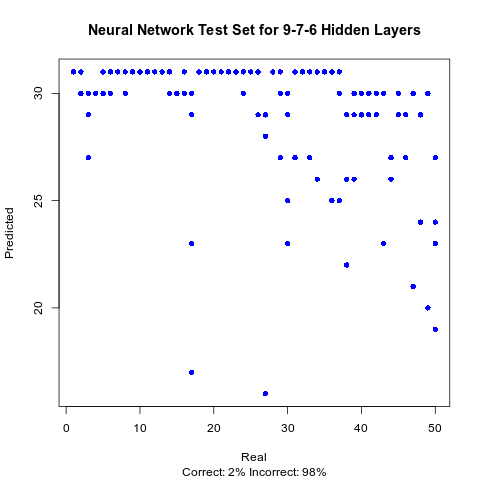 Neural Network Test Set for 9-7-6 Hidden Layers
Predicted
30
25
20
0 10 20 30 40 50
Real
Correct: 2% Incorrect: 98%